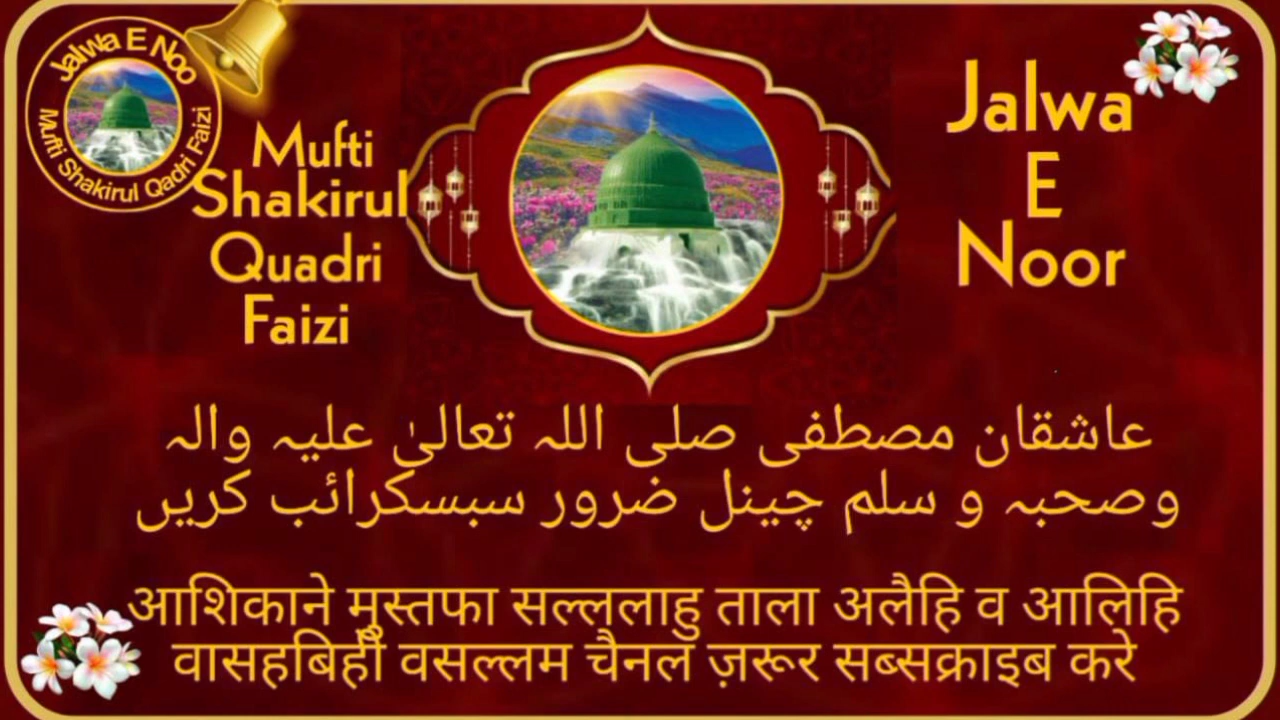 Jalwa E Noo
Mufti Shakirul Qadri Faizi
Mufti
Shakirul
Quadri
Faizi
Jalwa
E
Noor
عاشقان مصطفی صلی اللہ تعالیٰ علیہ والہ
وصحبہ و سلم چینل ضرور سبسکرائب کریں
आशिकाने मुस्तफा सल्ललाहु ताला अलैहि व आलिहि
वासहबिही वसल्लम चैनल ज़रूर सब्सक्राइब करे